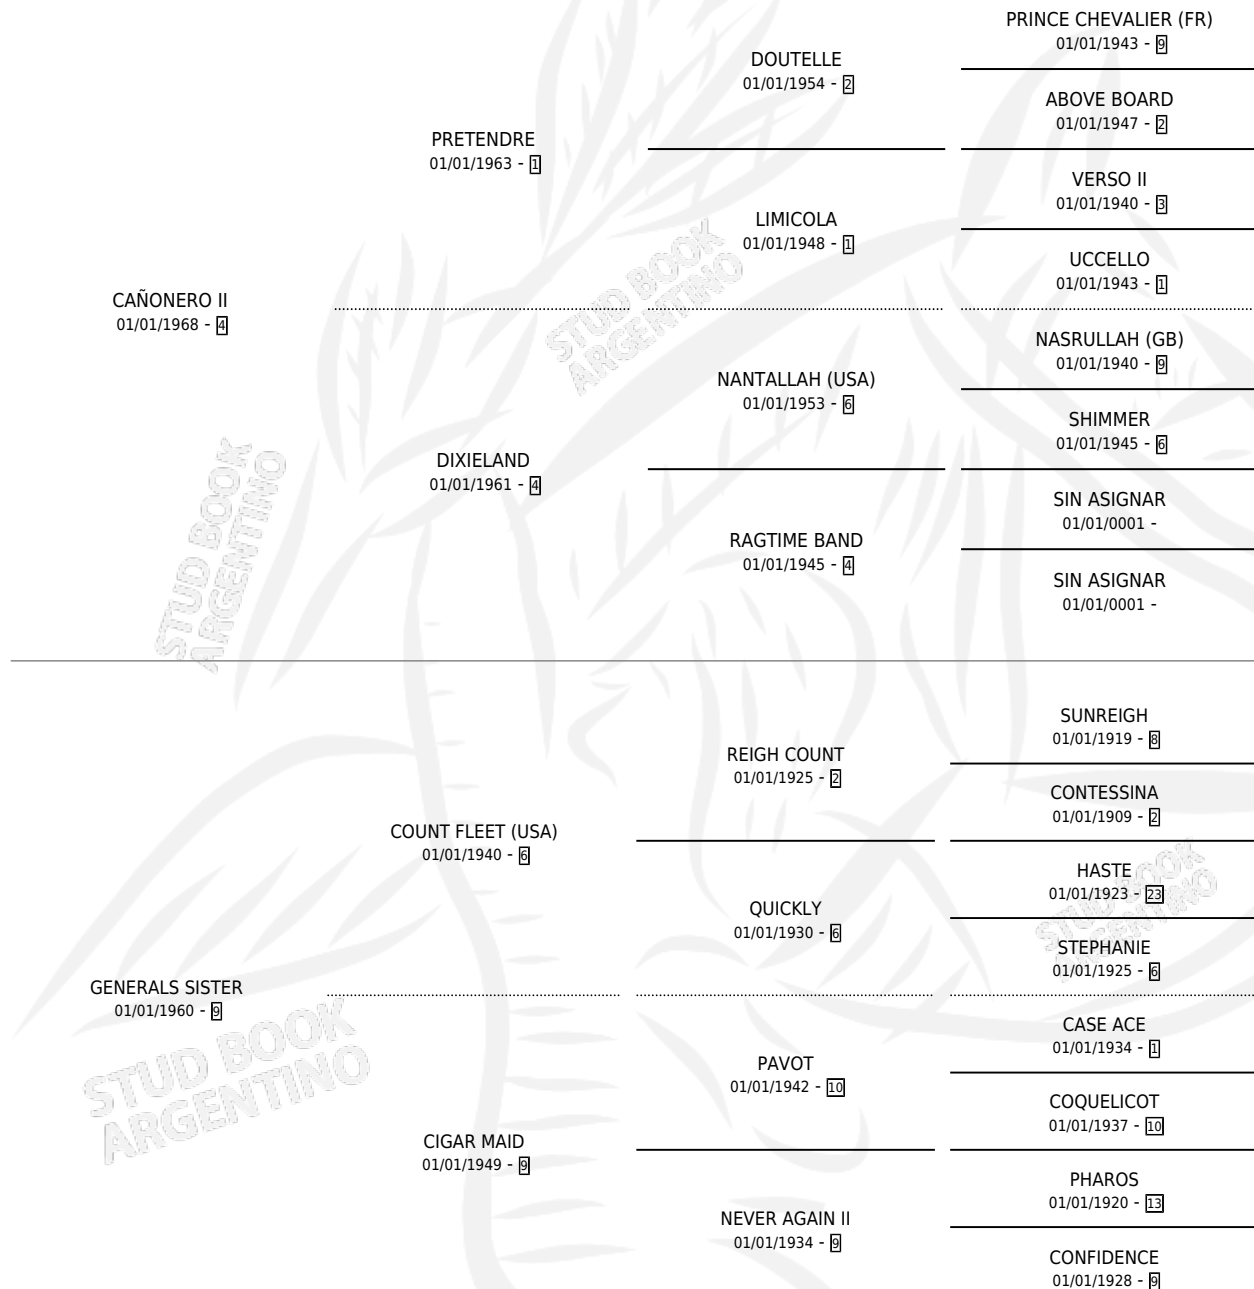 PRINCE CHEVALIER (FR)
01/01/1943 - 9
DOUTELLE
01/01/1954 - 2
ABOVE BOARD
01/01/1947 - 2
PRETENDRE
01/01/1963 - 1
VERSO II
01/01/1940 - 3
LIMICOLA
01/01/1948 - 1
UCCELLO
01/01/1943 - 1
CAÑONERO II
01/01/1968 - 4
NASRULLAH (GB)
01/01/1940 - 9
NANTALLAH (USA)
01/01/1953 - 6
SHIMMER
01/01/1945 - 6
DIXIELAND
01/01/1961 - 4
SIN ASIGNAR
01/01/0001 -
RAGTIME BAND
01/01/1945 - 4
SIN ASIGNAR
01/01/0001 -
SUNREIGH
01/01/1919 - 8
REIGH COUNT
01/01/1925 - 2
CONTESSINA
01/01/1909 - 2
COUNT FLEET (USA)
01/01/1940 - 6
HASTE
01/01/1923 - 23
QUICKLY
01/01/1930 - 6
STEPHANIE
01/01/1925 - 6
GENERALS SISTER
01/01/1960 - 9
CASE ACE
01/01/1934 - 1
PAVOT
01/01/1942 - 10
COQUELICOT
01/01/1937 - 10
CIGAR MAID
01/01/1949 - 9
PHAROS
01/01/1920 - 13
NEVER AGAIN II
01/01/1934 - 9
CONFIDENCE
01/01/1928 - 9
STUD BOOK
ARGENTINO
STUD BOOK
ARGENTINO
STUD BOOK
ARGENTINO
STUD BOOK
ARGENTINO